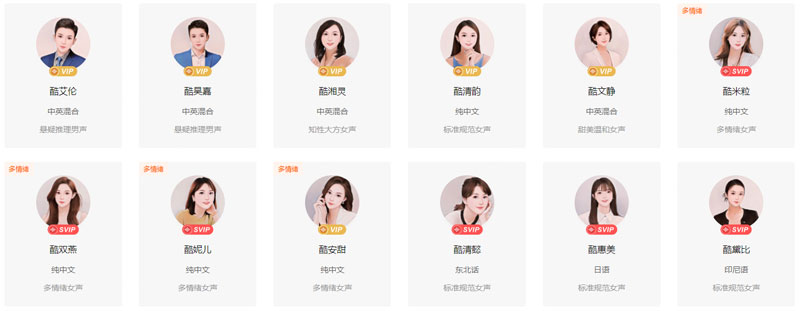 多情绪
VIP VIP VIP VIP VIP SVIP
酷艾伦 酷昊嘉 酷湘灵 酷清韵 酷文静 酷米粒
中英混合 中英混合 中英混合 纯中文 中英混合 纯中文
悬疑推理男声 悬疑推理男声 知性大方女声 标准规范女声 甜美温和女声 多情绪女声
多情绪 多情绪 多情绪
SVIP SVIP VIP SVIP SVIP SVIP
酷双燕 酷妮儿 酷安甜 酷清懿 酷惠美 酷黛比
纯中文 纯中文 纯中文 东北话 日语 印尼语
多情绪女声 多情绪女声 多情绪女声 标准规范女声 标准规范女声 标准规范女声